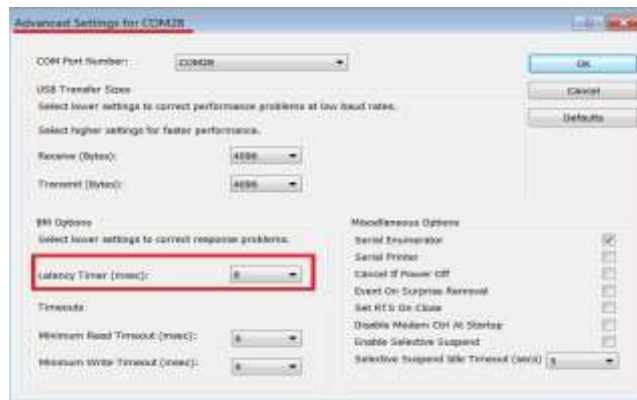 Advanced Settings for COM28
COM Port Number:
COM28
OK
Cancel
Defaults
USB Transfer Sizes
Select lower settings to correct performance problems at low baud rates.
Select higher settings for faster performance.
Receive (Bytes):
4096
Transmit (Bytes):
4096
BM Options
Select lower settings to correct response problems.
Latency Timer (msec):
Timeouts
Minimum Read Timeout (msec):
Minimum Write Timeout (msec):
Miscellaneous Options
Serial Enumerator
Serial Printer
Cancel If Power Off
Event On Surprise Removal
Set RTS On Close
Disable Modem Ctrl At Startup
Enable Selective Suspend
Selective Suspend Idle Timeout (secs)